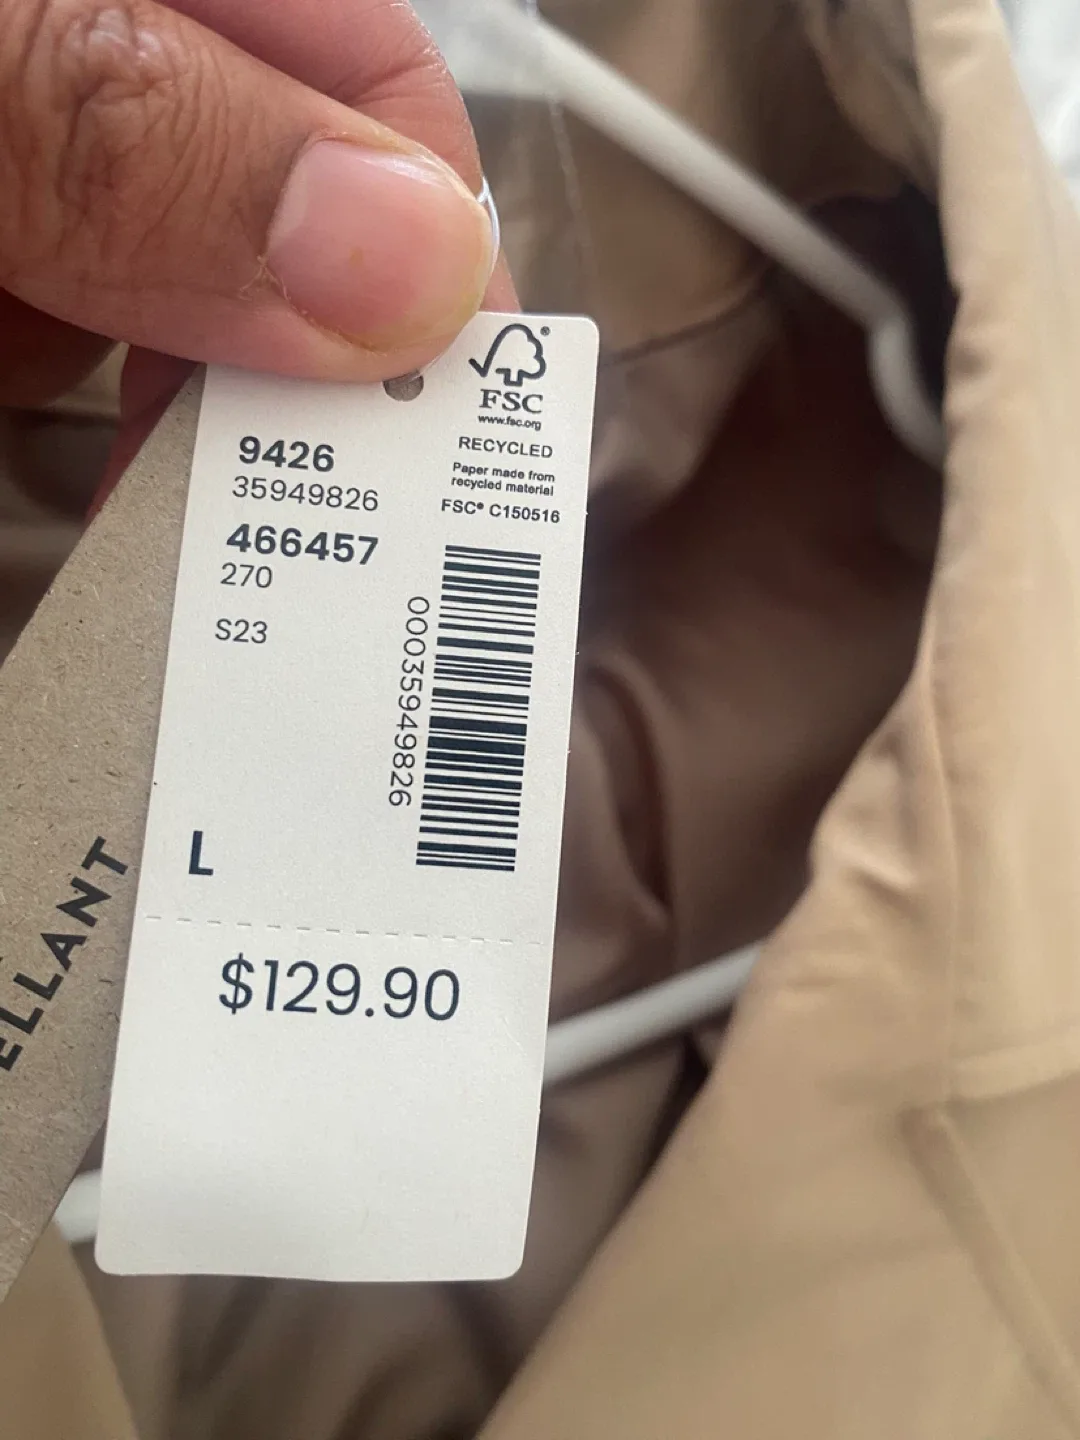 FSC®
www.fsc.org
RECYCLED
Paper made from
recycled material
FSC® C150516
9426
35949826
466457
270
S23
00035949826
L
$129.90
ELLANT